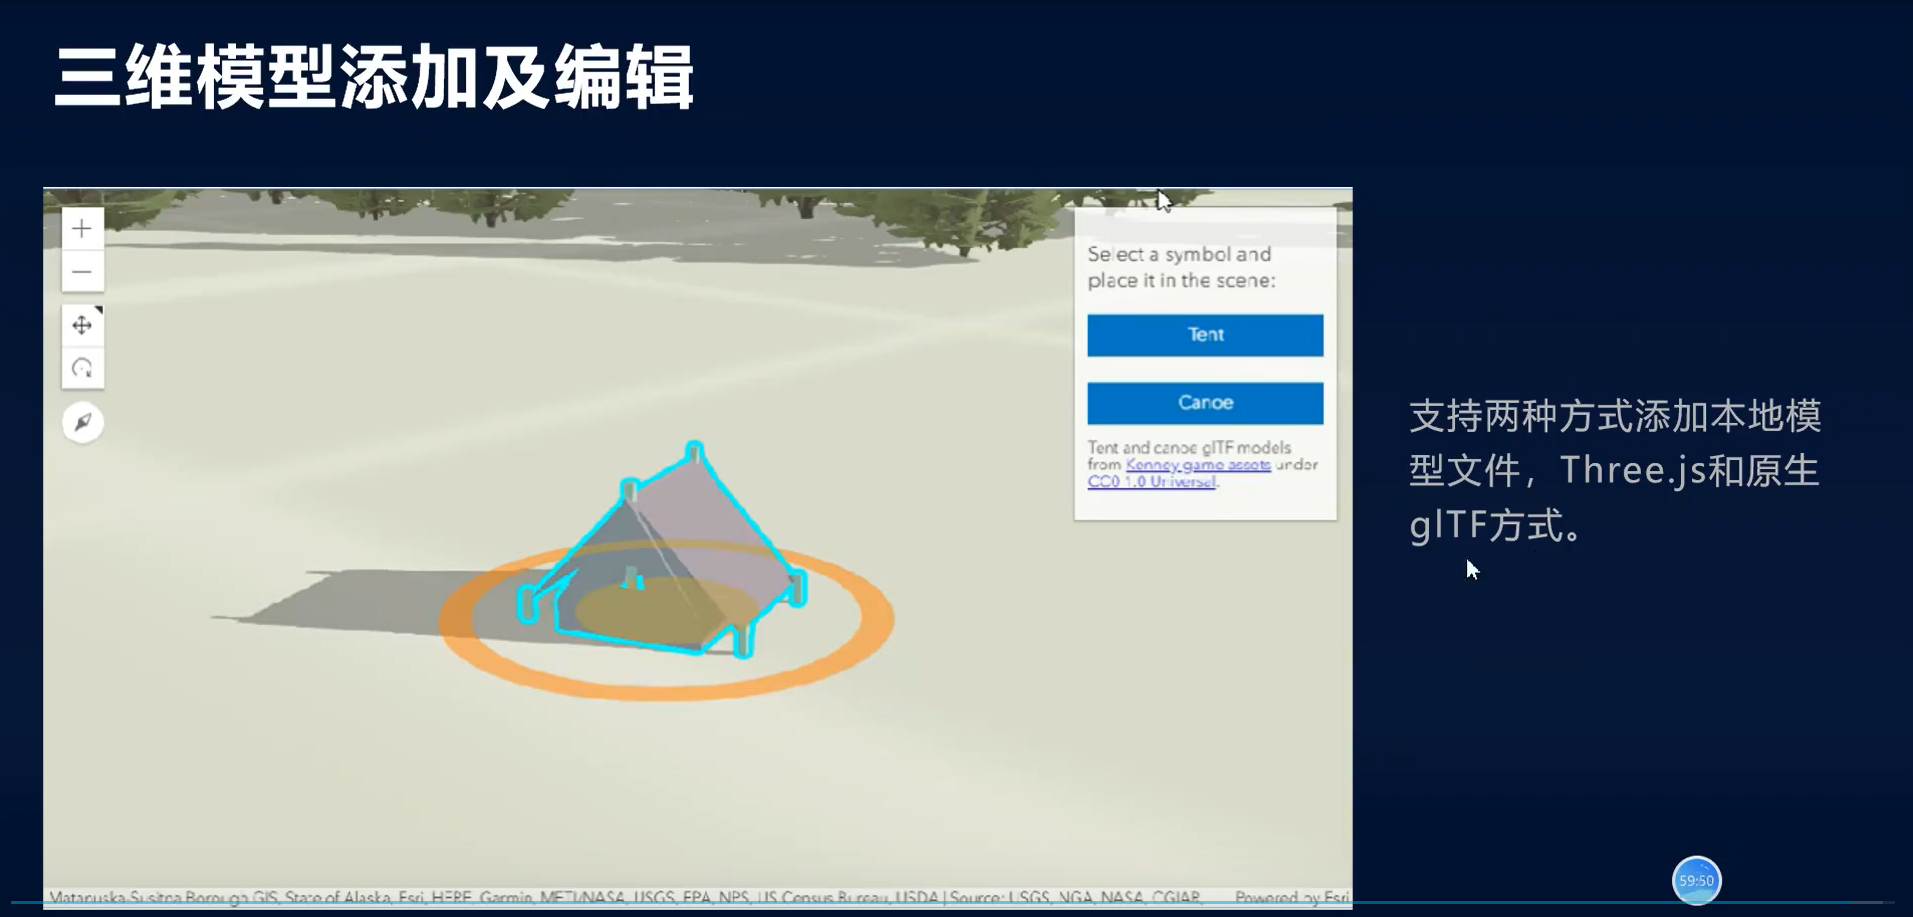 三维模型添加及编辑
Select a symbol and
place it in the scene:
Tent
Canoe
Tent and canoe glTF models
from Kenney game assets under
CC0 1.0 Universal.
支持两种方式添加本地模
型文件，Three.js和原生
glTF方式。
59:50
Matanuska-Susitna Borough GIS, State of Alaska, Esri, HERE, Garmin, METI/NASA, USGS, EPA, NPS, US Census Bureau, USDA | Source: USGS, NGA, NASA, CGIAR, Powered by Esri